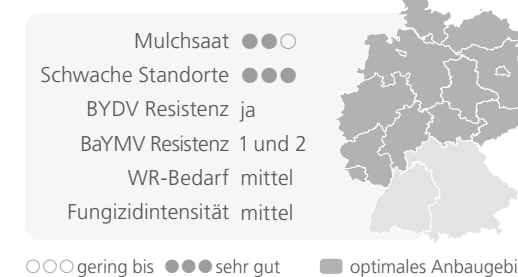 Mulchsaat ●●○
Schwache Standorte ●●●
BYDV Resistenz ja
BaYMV Resistenz 1 und 2
WR-Bedarf mittel
Fungizidintensität mittel
○○○ gering bis ●●● sehr gut optimales Anbaugebi